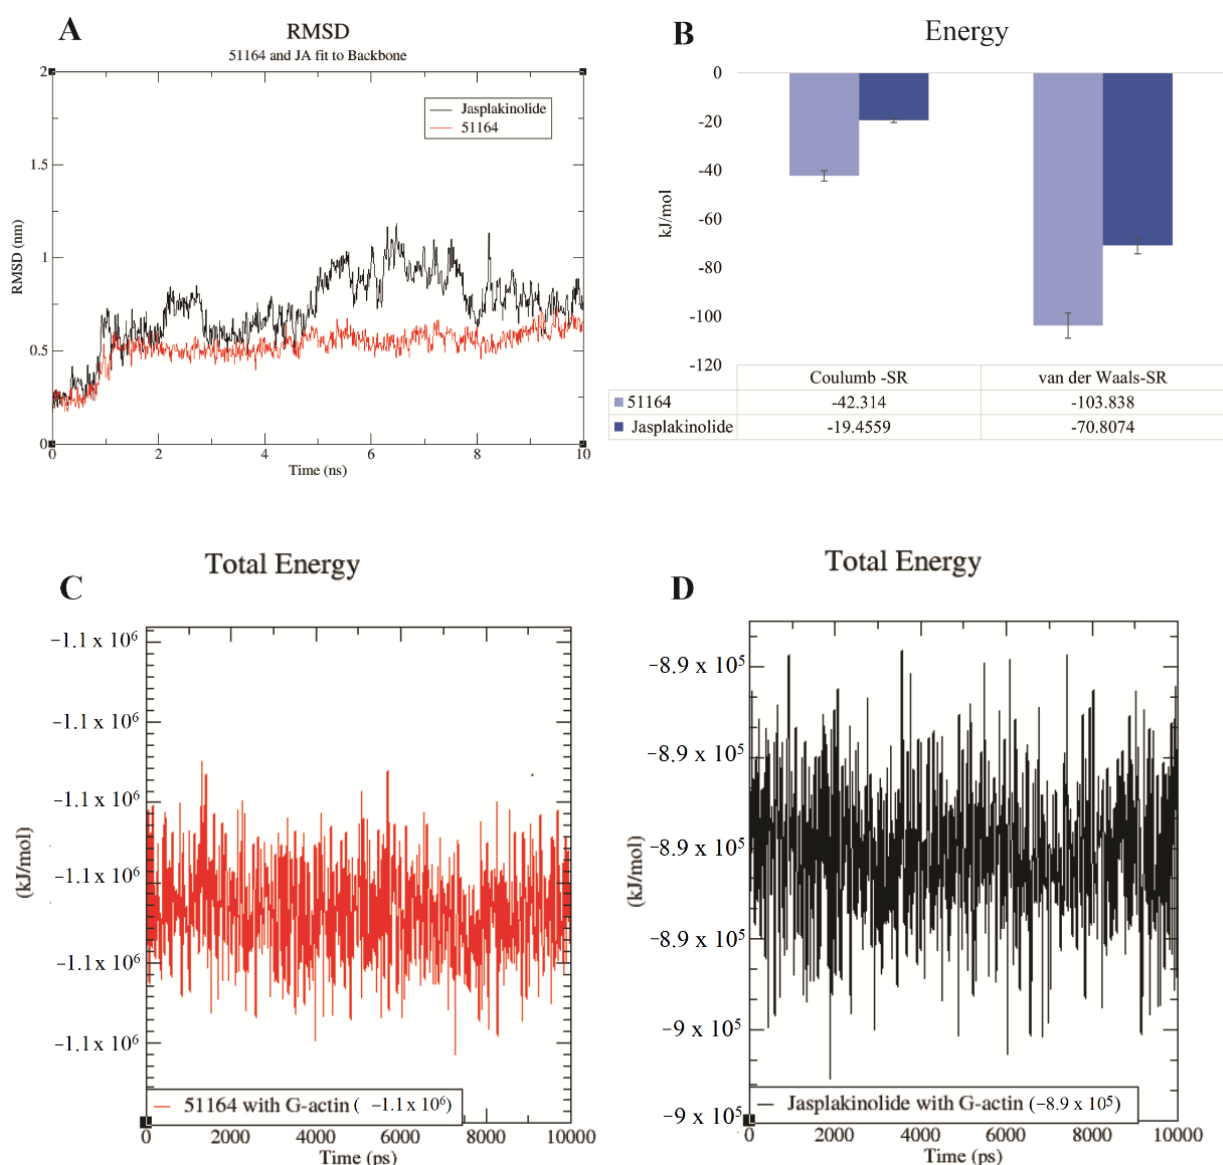 A
RMSD
51164 and JA fit to Backbone
2
1.5
1
0.5
0
RMSD (nm)
Jasplakinolide
51164
0 2 4 6 8 10
Time (ns)
B
Energy
0
-20
-40
-60
-80
-100
-120
kJ/mol
Coulumb -SR van der Waals-SR
51164 -42.314 -103.838
Jasplakinolide -19.4559 -70.8074
C
Total Energy
−1.1 x 10⁶
−1.1 x 10⁶
−1.1 x 10⁶
−1.1 x 10⁶
−1.1 x 10⁶
−1.1 x 10⁶
(kJ/mol)
51164 with G-actin ( −1.1 x 10⁶)
0 2000 4000 6000 8000 10000
Time (ps)
D
Total Energy
−8.9 x 10⁵
−8.9 x 10⁵
−8.9 x 10⁵
−8.9 x 10⁵
−9 x 10⁵
−9 x 10⁵
(kJ/mol)
Jasplakinolide with G-actin (−8.9 x 10⁵)
0 2000 4000 6000 8000 10000
Time (ps)